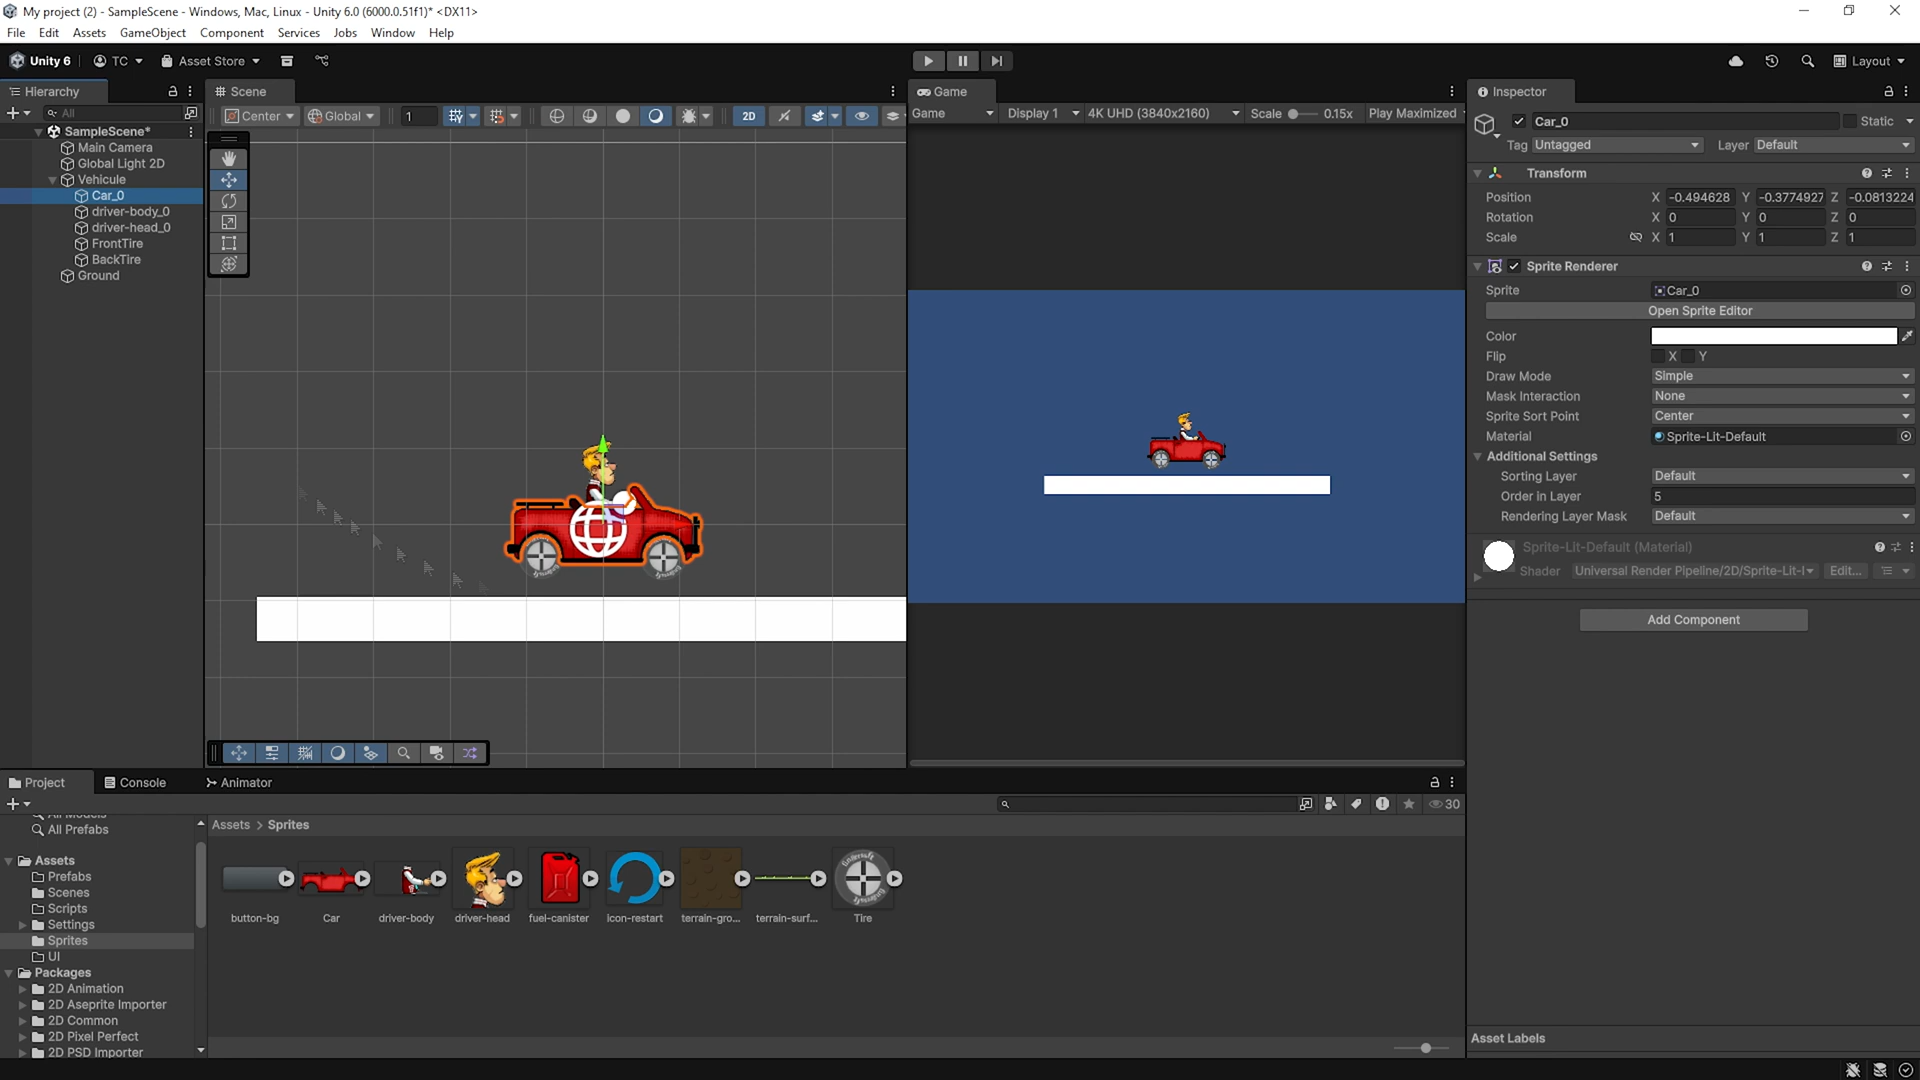 My project (2) - SampleScene - Windows, Mac, Linux - Unity 6.0 (6000.0.51f1)* <DX11>
File Edit Assets GameObject Component Services Jobs Window Help
Unity 6 TC Asset Store Layout
Hierarchy
All
SampleScene*
Main Camera
Global Light 2D
Vehicule
Car_0
driver-body_0
driver-head_0
FrontTire
BackTire
Ground
Scene
Center Global 1 2D
Game
Game Display 1 4K UHD (3840x2160) Scale 0.15x Play Maximized
Inspector
Car_0 Static
Tag Untagged Layer Default
Transform
Position X -0.494628 Y -0.3774927 Z -0.0813224
Rotation X 0 Y 0 Z 0
Scale X 1 Y 1 Z 1
Sprite Renderer
Sprite Car_0
Open Sprite Editor
Color
Flip X Y
Draw Mode Simple
Mask Interaction None
Sprite Sort Point Center
Material Sprite-Lit-Default
Additional Settings
Sorting Layer Default
Order in Layer 5
Rendering Layer Mask Default
Sprite-Lit-Default (Material)
Shader Universal Render Pipeline/2D/Sprite-Lit- Edit...
Add Component
Asset Labels
Project Console Animator
30
All Prefabs
Assets
Prefabs
Scenes
Scripts
Settings
Sprites
UI
Packages
2D Animation
2D Aseprite Importer
2D Common
2D Pixel Perfect
2D PSD Importer
Assets > Sprites
button-bg Car driver-body driver-head fuel-canister icon-restart terrain-gro... terrain-surf... Tire